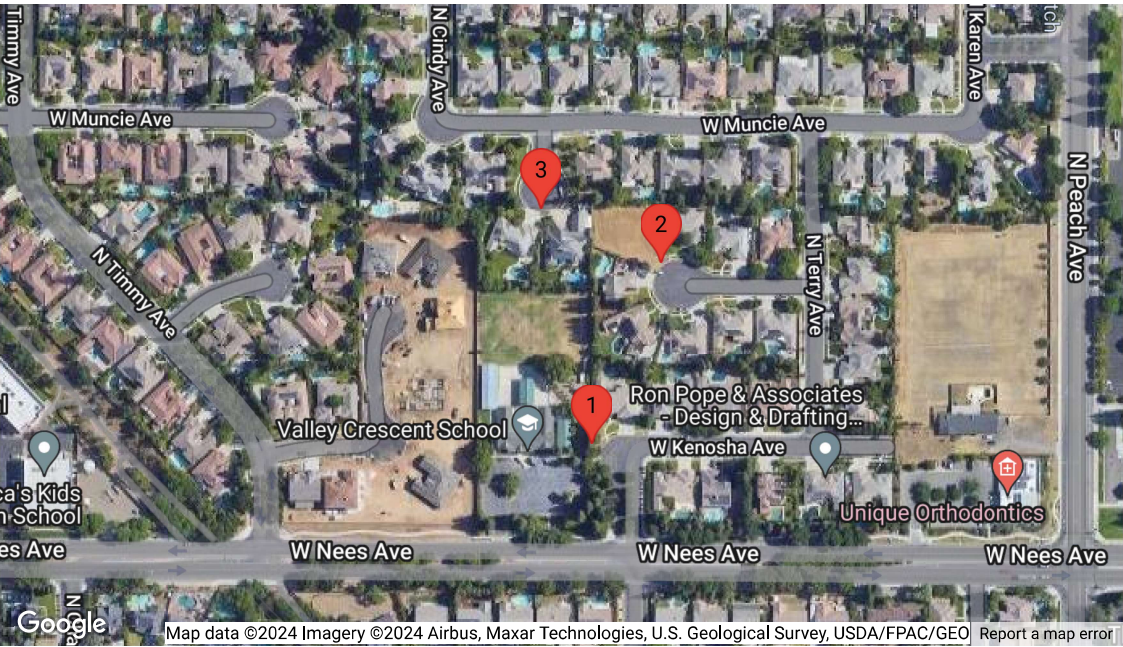 Timmy Ave
N Cindy Ave
Karen Ave
W Muncie Ave
W Muncie Ave
N Peach Ave
3
2
N Timmy Ave
N Terry Ave
1
Ron Pope & Associates
- Design & Drafting...
Valley Crescent School
W Kenosha Ave
ca's Kids
n School
Unique Orthodontics
es Ave
W Nees Ave
W Nees Ave
W Nees Ave
Google
Map data ©2024 Imagery ©2024 Airbus, Maxar Technologies, U.S. Geological Survey, USDA/FPAC/GEO
Report a map error